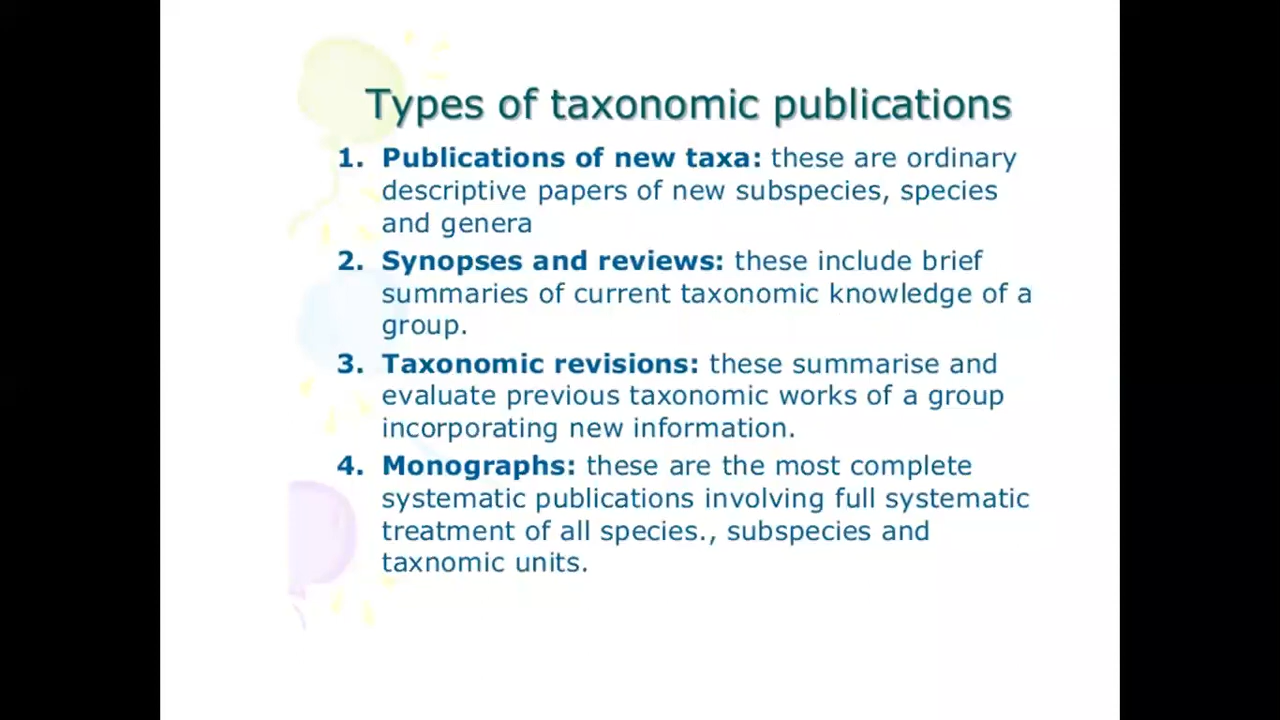 Types of taxonomic publications
1. Publications of new taxa: these are ordinary
descriptive papers of new subspecies, species
and genera
2. Synopses and reviews: these include brief
summaries of current taxonomic knowledge of a
group.
3. Taxonomic revisions: these summarise and
evaluate previous taxonomic works of a group
incorporating new information.
4. Monographs: these are the most complete
systematic publications involving full systematic
treatment of all species., subspecies and
taxnomic units.